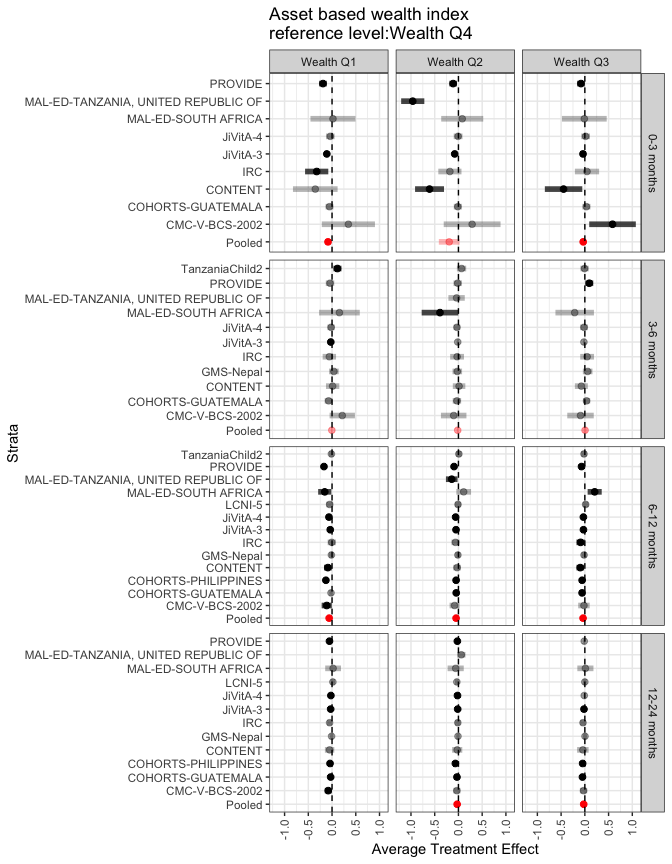 Asset based wealth index
reference level:Wealth Q4
Wealth Q1
Wealth Q2
Wealth Q3
Strata
PROVIDE
MAL-ED-TANZANIA, UNITED REPUBLIC OF
MAL-ED-SOUTH AFRICA
JiVitA-4
JiVitA-3
IRC
CONTENT
COHORTS-GUATEMALA
CMC-V-BCS-2002
Pooled
0-3 months
TanzaniaChild2
PROVIDE
MAL-ED-TANZANIA, UNITED REPUBLIC OF
MAL-ED-SOUTH AFRICA
JiVitA-4
JiVitA-3
IRC
GMS-Nepal
CONTENT
COHORTS-GUATEMALA
CMC-V-BCS-2002
Pooled
3-6 months
TanzaniaChild2
PROVIDE
MAL-ED-TANZANIA, UNITED REPUBLIC OF
MAL-ED-SOUTH AFRICA
LCNI-5
JiVitA-4
JiVitA-3
IRC
GMS-Nepal
CONTENT
COHORTS-PHILIPPINES
COHORTS-GUATEMALA
CMC-V-BCS-2002
Pooled
6-12 months
PROVIDE
MAL-ED-TANZANIA, UNITED REPUBLIC OF
MAL-ED-SOUTH AFRICA
LCNI-5
JiVitA-4
JiVitA-3
IRC
GMS-Nepal
CONTENT
COHORTS-PHILIPPINES
COHORTS-GUATEMALA
CMC-V-BCS-2002
Pooled
12-24 months
-1.0
-0.5
0.0
0.5
1.0
-1.0
-0.5
0.0
0.5
1.0
-1.0
-0.5
0.0
0.5
1.0
Average Treatment Effect